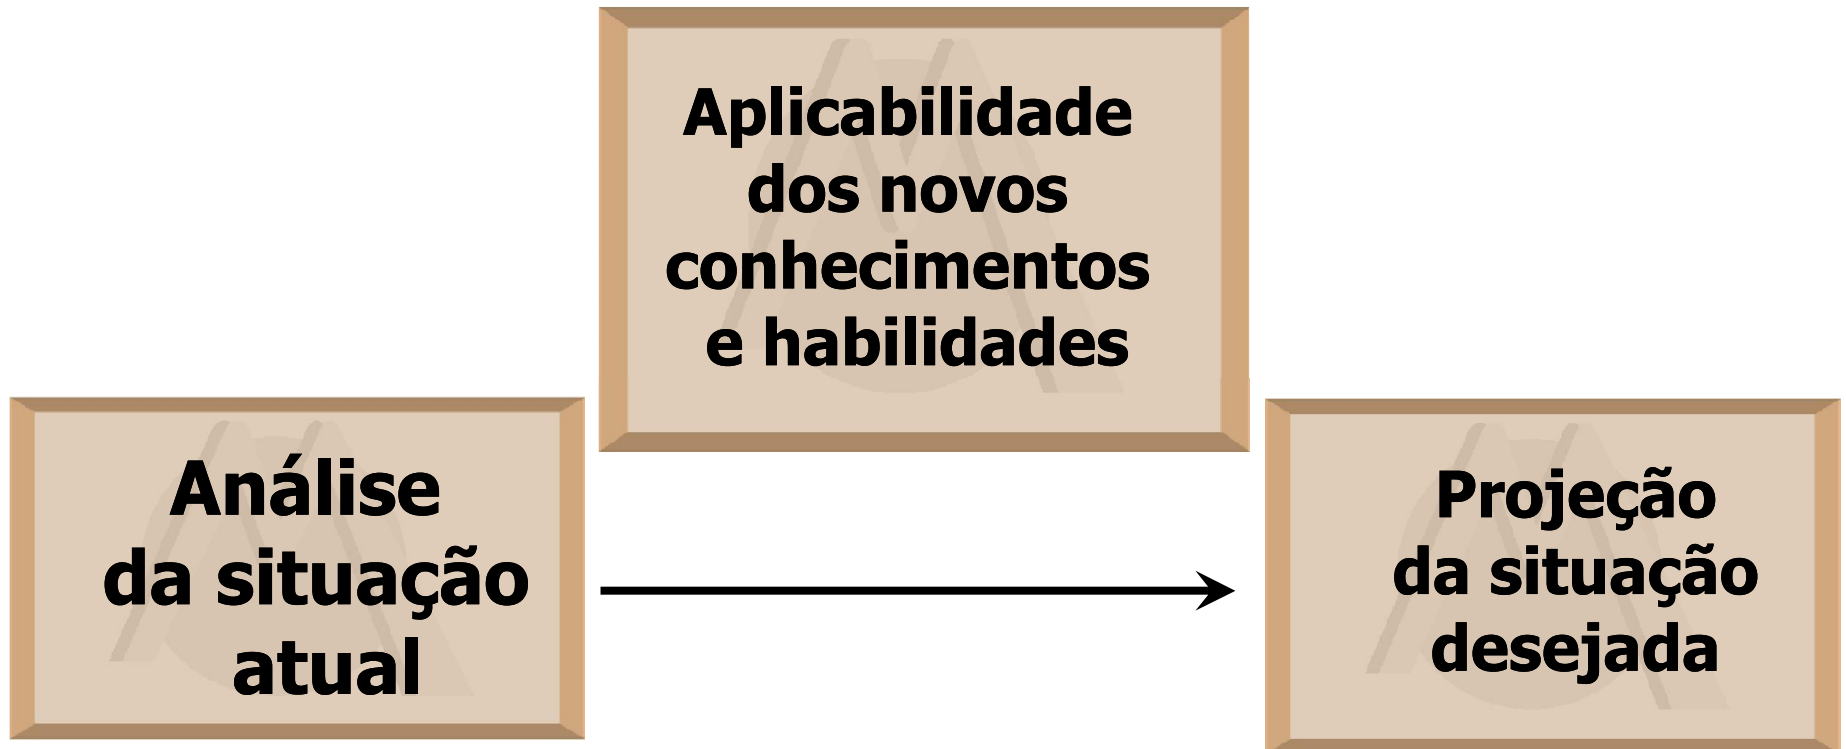 Aplicabilidade
dos novos
conhecimentos
e habilidades
Análise
da situação
atual
Projeção
da situação
desejada